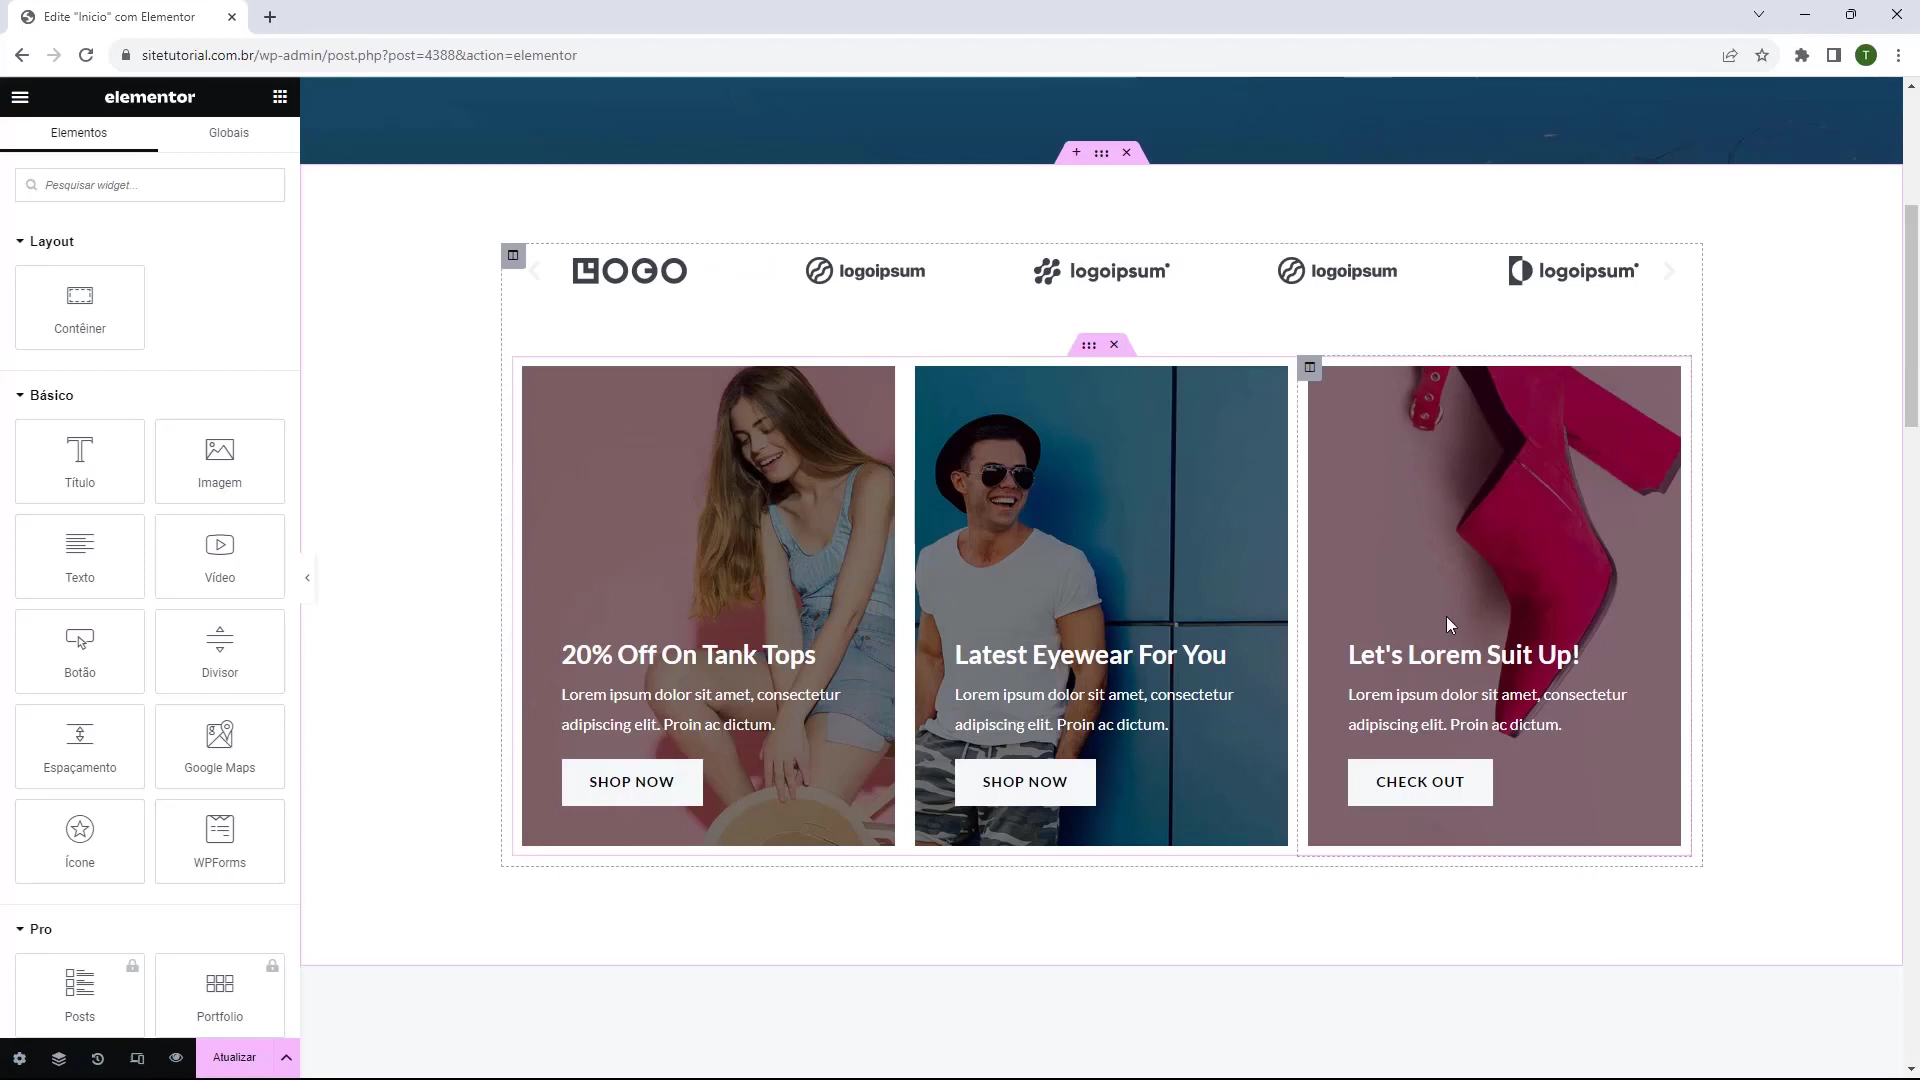 Edite "Inicio" com Elementor
sitetutorial.com.br/wp-admin/post.php?post=4388&action=elementor
T
elementor
Elementos
Globais
Pesquisar widget...
Layout
Contêiner
Básico
Título
Imagem
Texto
Vídeo
Botão
Divisor
Espaçamento
Google Maps
Ícone
WPForms
Pro
Posts
Portfolio
Atualizar
LOGO
logoipsum
logoipsum
logoipsum
logoipsum
20% Off On Tank Tops
Lorem ipsum dolor sit amet, consectetur
adipiscing elit. Proin ac dictum.
SHOP NOW
Latest Eyewear For You
Lorem ipsum dolor sit amet, consectetur
adipiscing elit. Proin ac dictum.
SHOP NOW
Let's Lorem Suit Up!
Lorem ipsum dolor sit amet, consectetur
adipiscing elit. Proin ac dictum.
CHECK OUT